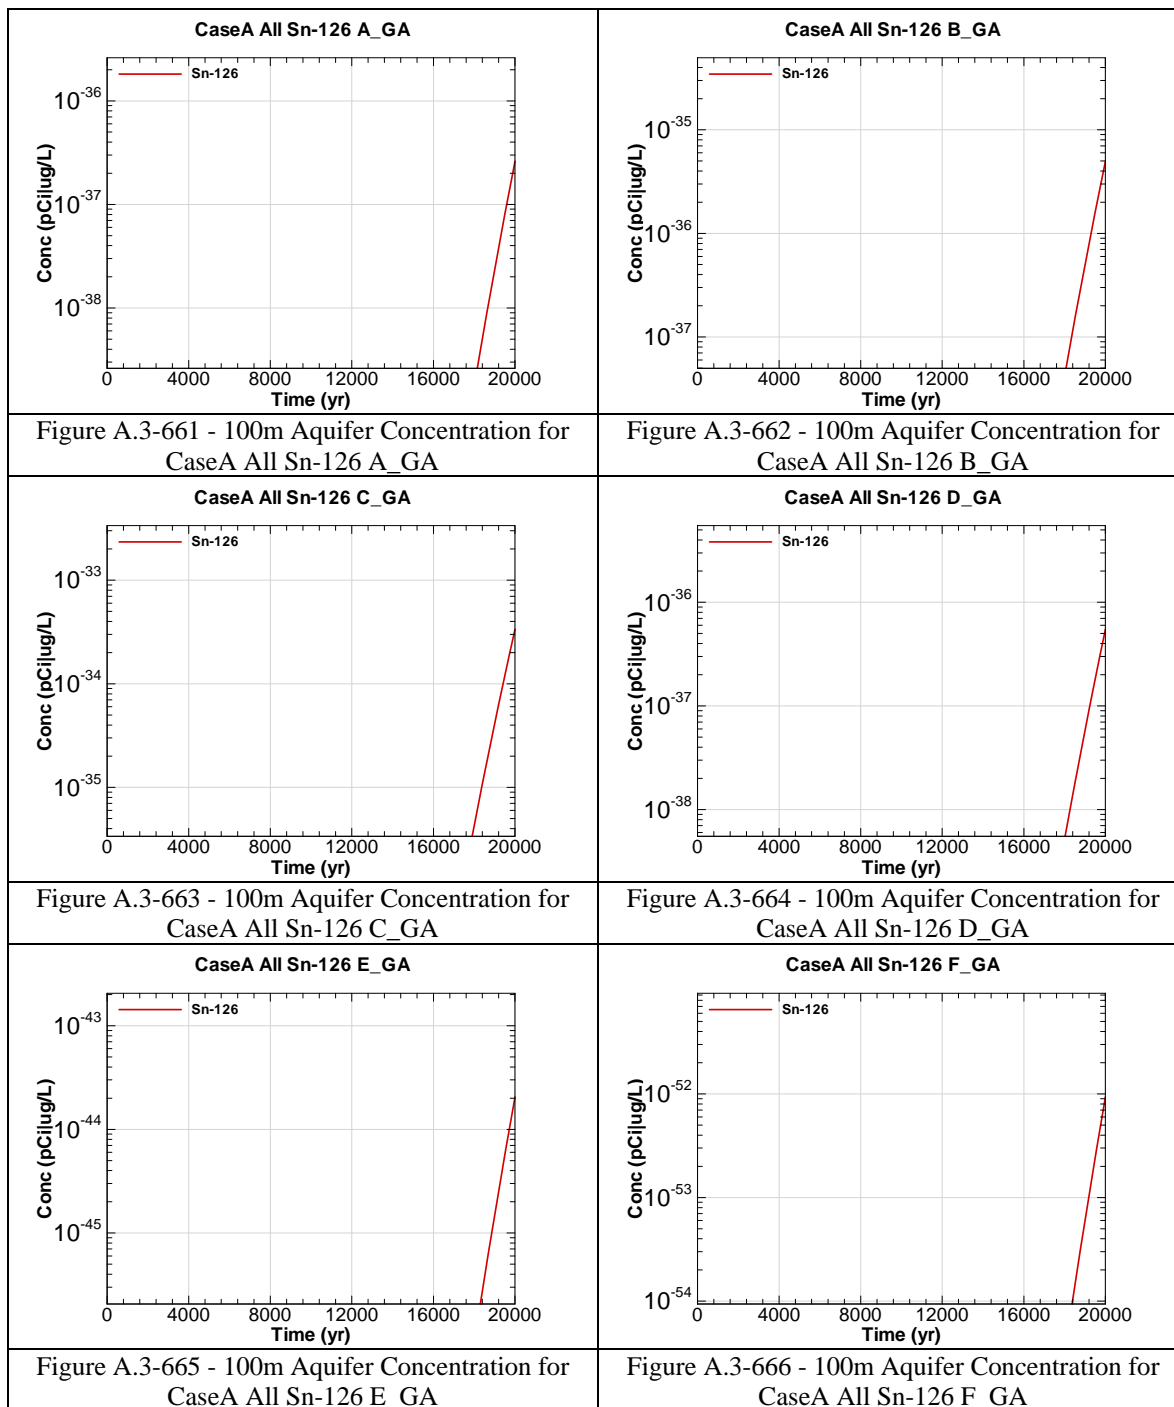 CaseA All Sn-126 A_GA
Sn-126
Conc (pCi|ug/L)
10-36
10-37
10-38
0 4000 8000 12000 16000 20000
Time (yr)
Figure A.3-661 - 100m Aquifer Concentration for
CaseA All Sn-126 A_GA
CaseA All Sn-126 B_GA
Sn-126
Conc (pCi|ug/L)
10-35
10-36
10-37
0 4000 8000 12000 16000 20000
Time (yr)
Figure A.3-662 - 100m Aquifer Concentration for
CaseA All Sn-126 B_GA
CaseA All Sn-126 C_GA
Sn-126
Conc (pCi|ug/L)
10-33
10-34
10-35
0 4000 8000 12000 16000 20000
Time (yr)
Figure A.3-663 - 100m Aquifer Concentration for
CaseA All Sn-126 C_GA
CaseA All Sn-126 D_GA
Sn-126
Conc (pCi|ug/L)
10-36
10-37
10-38
0 4000 8000 12000 16000 20000
Time (yr)
Figure A.3-664 - 100m Aquifer Concentration for
CaseA All Sn-126 D_GA
CaseA All Sn-126 E_GA
Sn-126
Conc (pCi|ug/L)
10-43
10-44
10-45
0 4000 8000 12000 16000 20000
Time (yr)
Figure A.3-665 - 100m Aquifer Concentration for
CaseA All Sn-126 E_GA
CaseA All Sn-126 F_GA
Sn-126
Conc (pCi|ug/L)
10-52
10-53
10-54
0 4000 8000 12000 16000 20000
Time (yr)
Figure A.3-666 - 100m Aquifer Concentration for
CaseA All Sn-126 F_GA